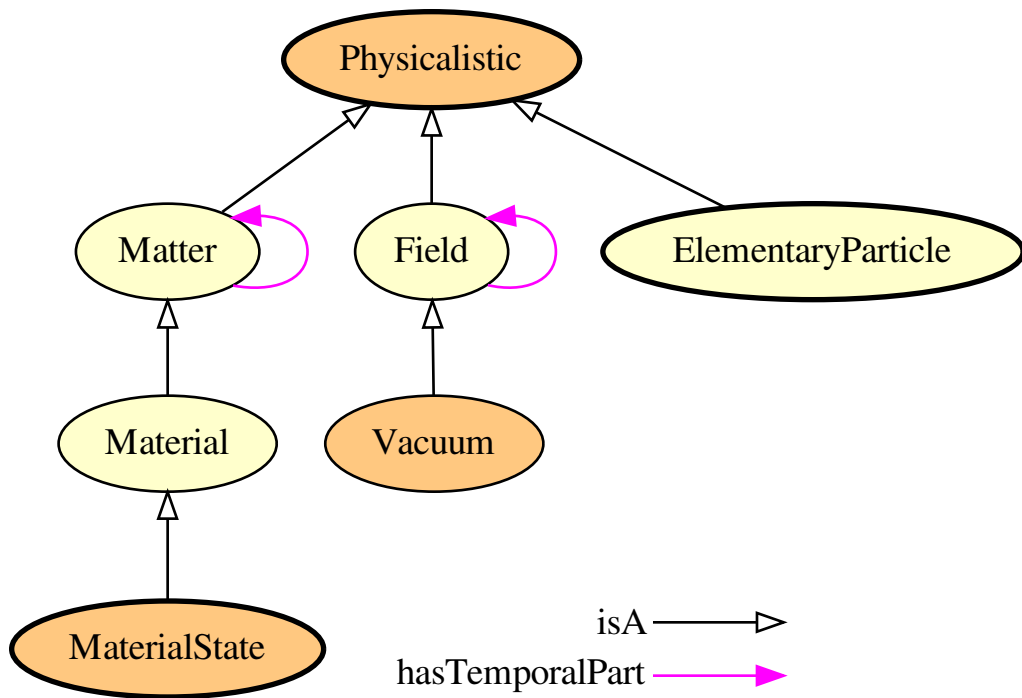 Physicalistic
Matter
Field
ElementaryParticle
Material
Vacuum
MaterialState
isA
hasTemporalPart